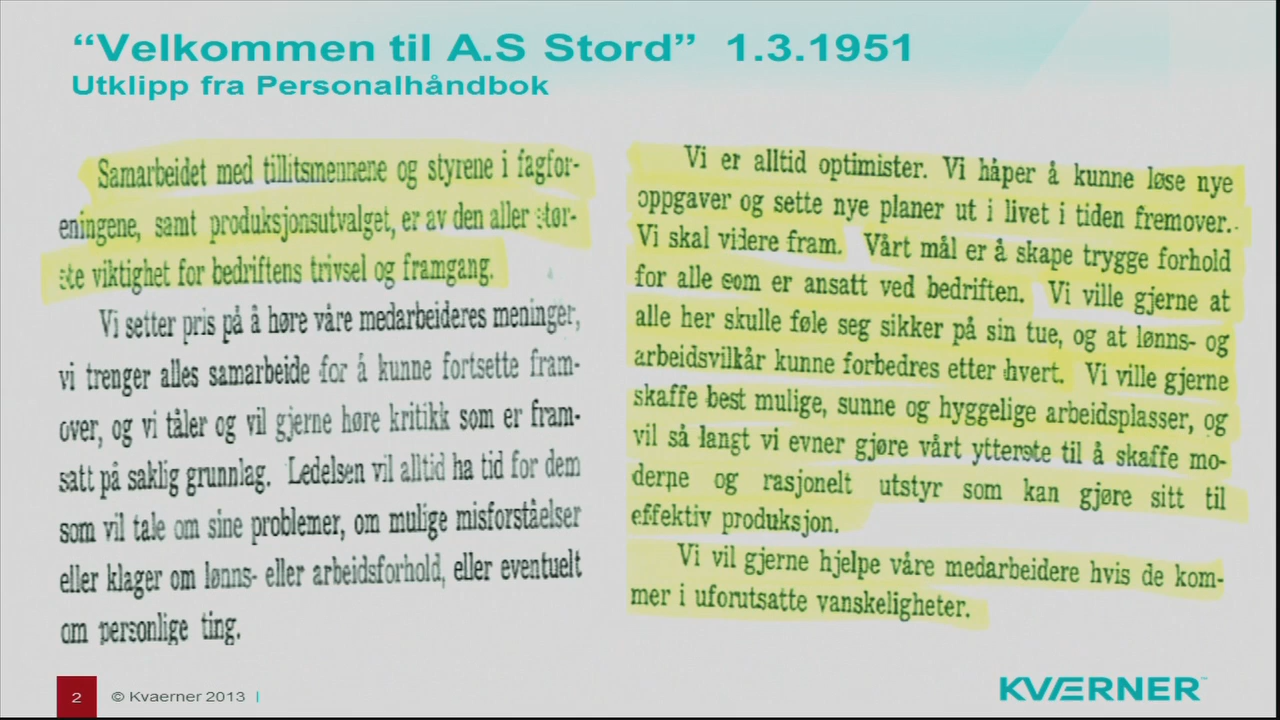 “Velkommen til A.S Stord” 1.3.1951
Utklipp fra Personalhåndbok
Samarbeidet med tillitsmennene og styrene i fagfor-
eningene, samt produksjonsutvalget, er av den aller stør-
ste viktighet for bedriftens trivsel og framgang.
Vi setter pris på å høre våre medarbeideres meninger,
vi trenger alles samarbeide for å kunne fortsette fram-
over, og vi tåler og vil gjerne høre kritikk som er fram-
satt på saklig grunnlag. Ledelsen vil alltid ha tid for dem
som vil tale om sine problemer, om mulige misforståelser
eller klager om lønns- eller arbeidsforhold, eller eventuelt
om personlige ting.
Vi er alltid optimister. Vi håper å kunne løse nye
oppgaver og sette nye planer ut i livet i tiden fremover.
Vi skal videre fram. Vårt mål er å skape trygge forhold
for alle som er ansatt ved bedriften. Vi ville gjerne at
alle her skulle føle seg sikker på sin tue, og at lønns- og
arbeidsvilkår kunne forbedres etter hvert. Vi ville gjerne
skaffe best mulige, sunne og hyggelige arbeidsplasser, og
vil så langt vi evner gjøre vårt ytterste til å skaffe mo-
derne og rasjonelt utstyr som kan gjøre sitt til
effektiv produksjon.
Vi vil gjerne hjelpe våre medarbeidere hvis de kom-
mer i uforutsatte vanskeligheter.
2 © Kvaerner 2013 |
KVÆRNER™